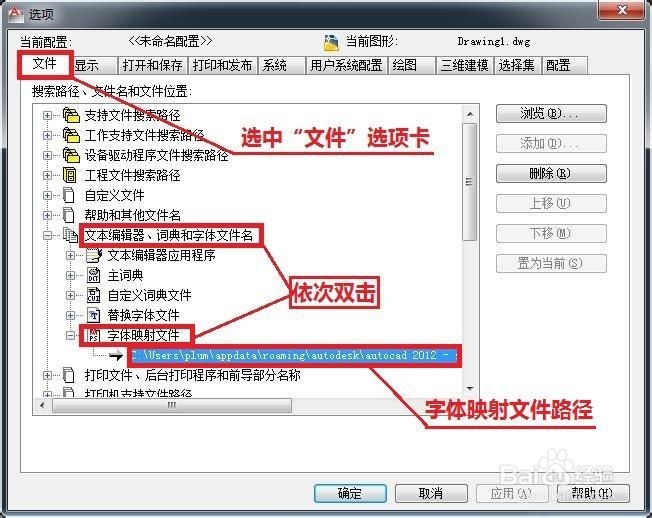 选项
当前配置: <<未命名配置>> 当前图形: Drawing1.dwg
文件 显示 打开和保存 打印和发布 系统 用户系统配置 绘图 三维建模 选择集 配置
搜索路径、文件名和文件位置:
支持文件搜索路径
浏览(B)...
工作支持文件搜索路径
选中“文件”选项卡
添加(D)...
设备驱动程序文件搜索路径
工程文件搜索路径
删除(R)
自定义文件
上移(U)
帮助和其他文件名
文本编辑器、词典和字体文件名
下移(M)
文本编辑器应用程序
置为当前(S)
主词典
自定义词典文件
依次双击
替换字体文件
字体映射文件
C:\Users\plum\appdata\roaming\autodesk\autocad 2012 -
打印文件、后台打印程序和前导部分名称
打印机支持文件路径
字体映射文件路径
Baidu经验
确定 取消 应用(A) 帮助(H)